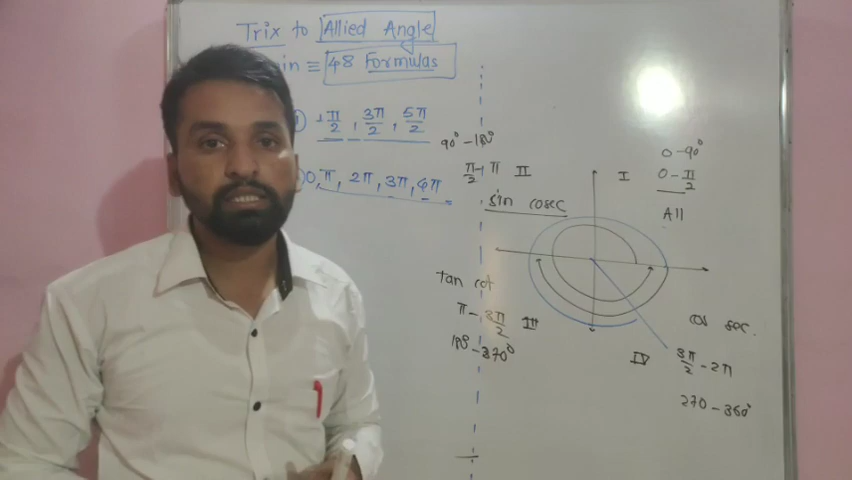 Trix to Allied Angle
in ≡ 48 Formulas
① π/2 , 3π/2 , 5π/2
0, π, 2π, 3π, 4π
90° - 180°
π/2 - π II
sin cosec
I
0 - 90°
0 - π/2
All
tan cot
π - 3π/2 III
180 - 370°
cos sec.
IV 3π/2 - 2π
270 - 360°